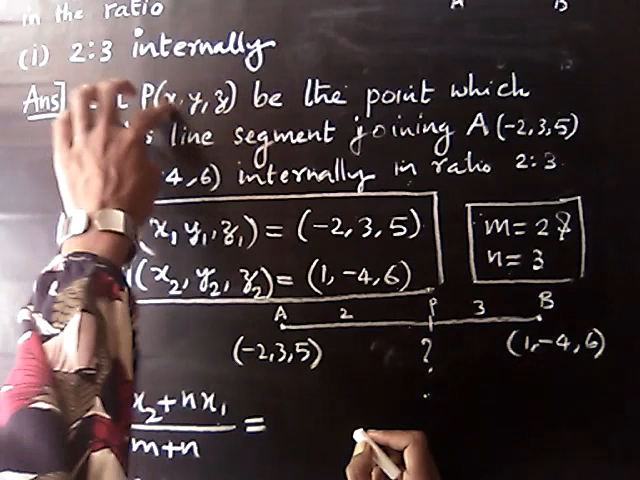 in the ratio
A B
(i) 2:3 internally
Ans] P(x, y, z) be the point which
line segment joining A(-2,3,5)
4,6) internally in ratio 2:3
(x₁ y₁, z₁) = (-2, 3, 5)
m = 2
(x₂, y₂, z₂) = (1, -4, 6)
n = 3
A 2 P 3 B
(-2,3,5) ? (1, -4, 6)
x₂ + nx₁ =
m+n